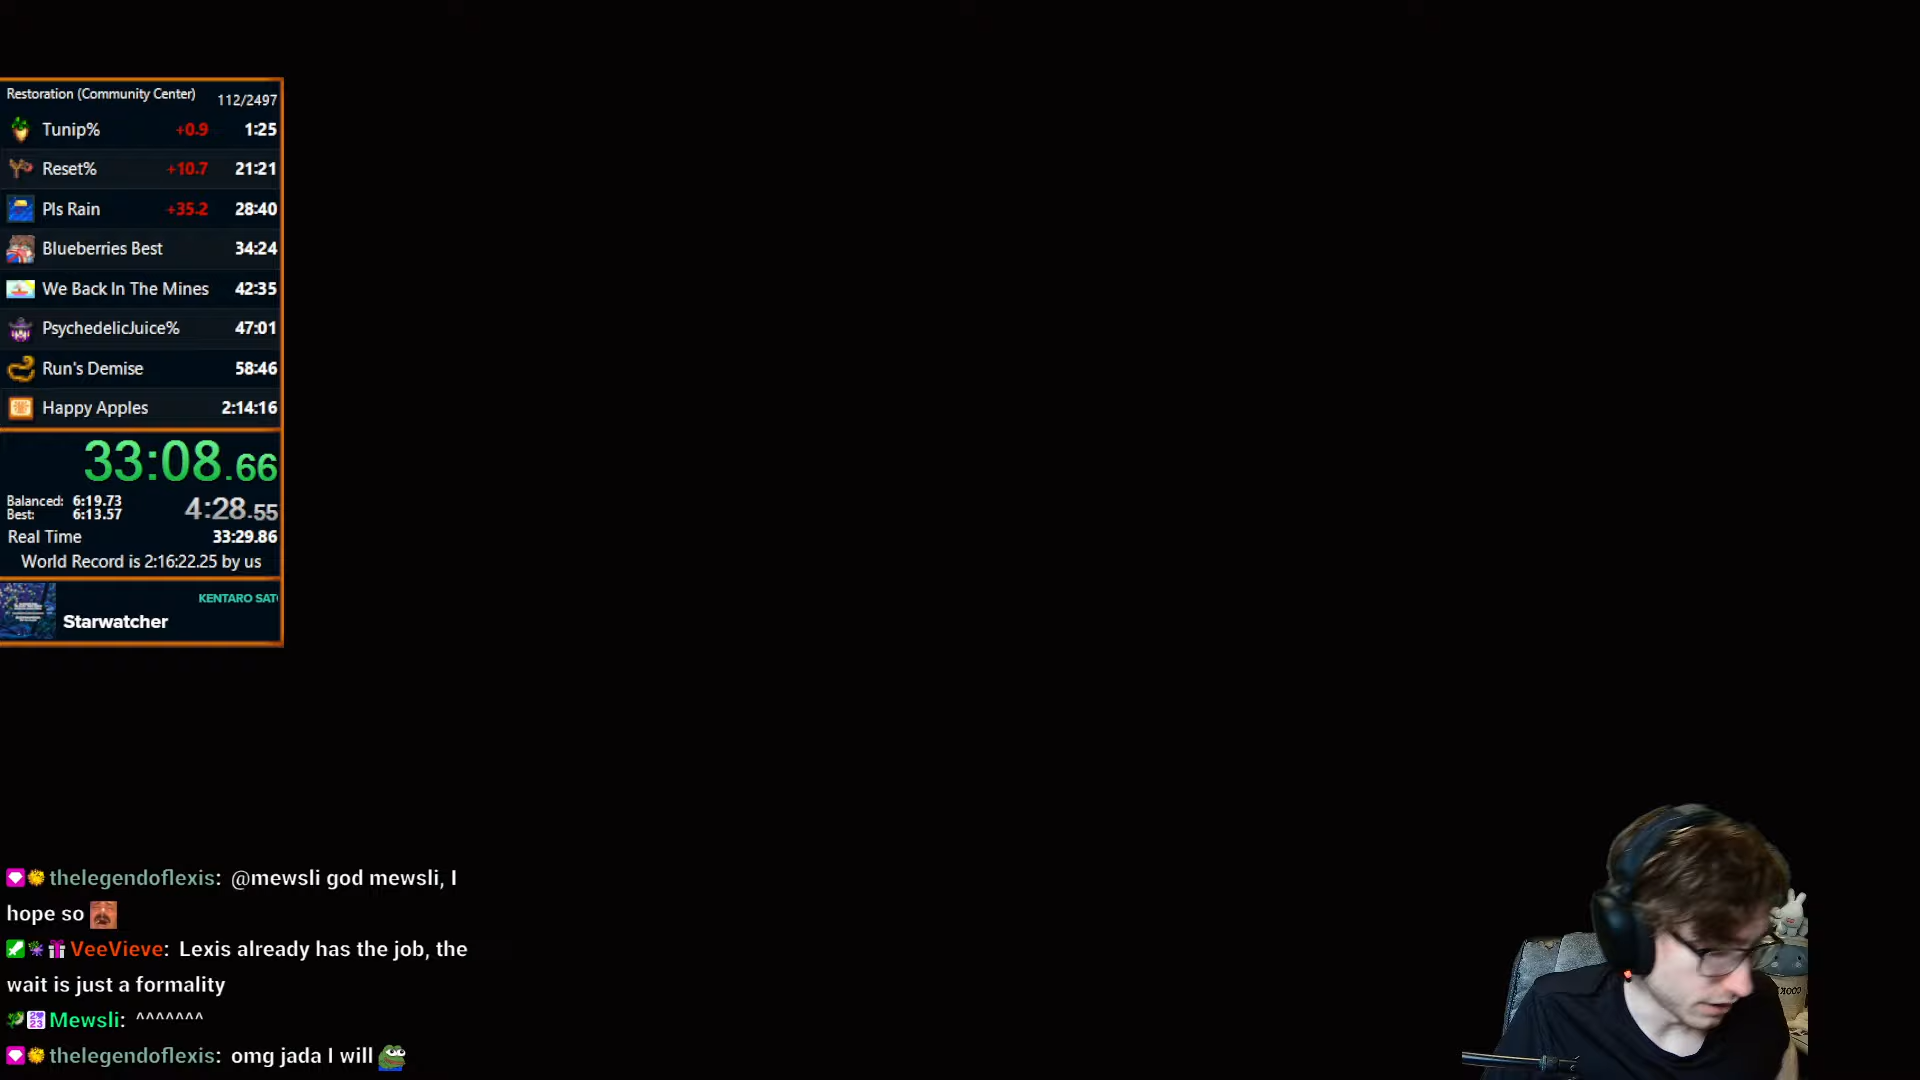 Restoration (Community Center) 112/2497
Tunip% +0.9 1:25
Reset% +10.7 21:21
Pls Rain +35.2 28:40
Blueberries Best 34:24
We Back In The Mines 42:35
PsychedelicJuice% 47:01
Run's Demise 58:46
Happy Apples 2:14:16
33:08.66
Balanced: 6:19.73
Best: 6:13.57
4:28.55
Real Time 33:29.86
World Record is 2:16:22.25 by us
KENTARO SAT
Starwatcher
thelegendoflexis: @mewsli god mewsli, I
hope so
VeeVieve: Lexis already has the job, the
wait is just a formality
Mewsli: ^^^^^^^
thelegendoflexis: omg jada I will